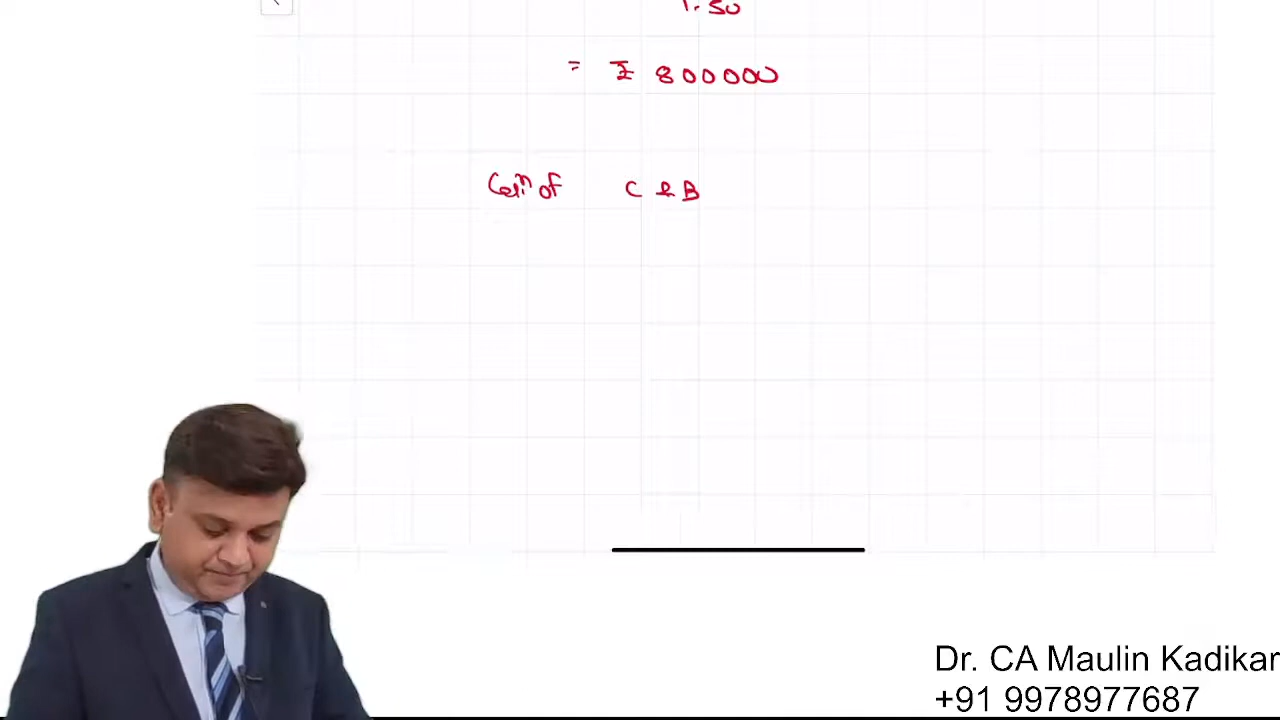 1.50
= ₹ 800000
Calⁿ of C & B
Dr. CA Maulin Kadikar
+91 9978977687